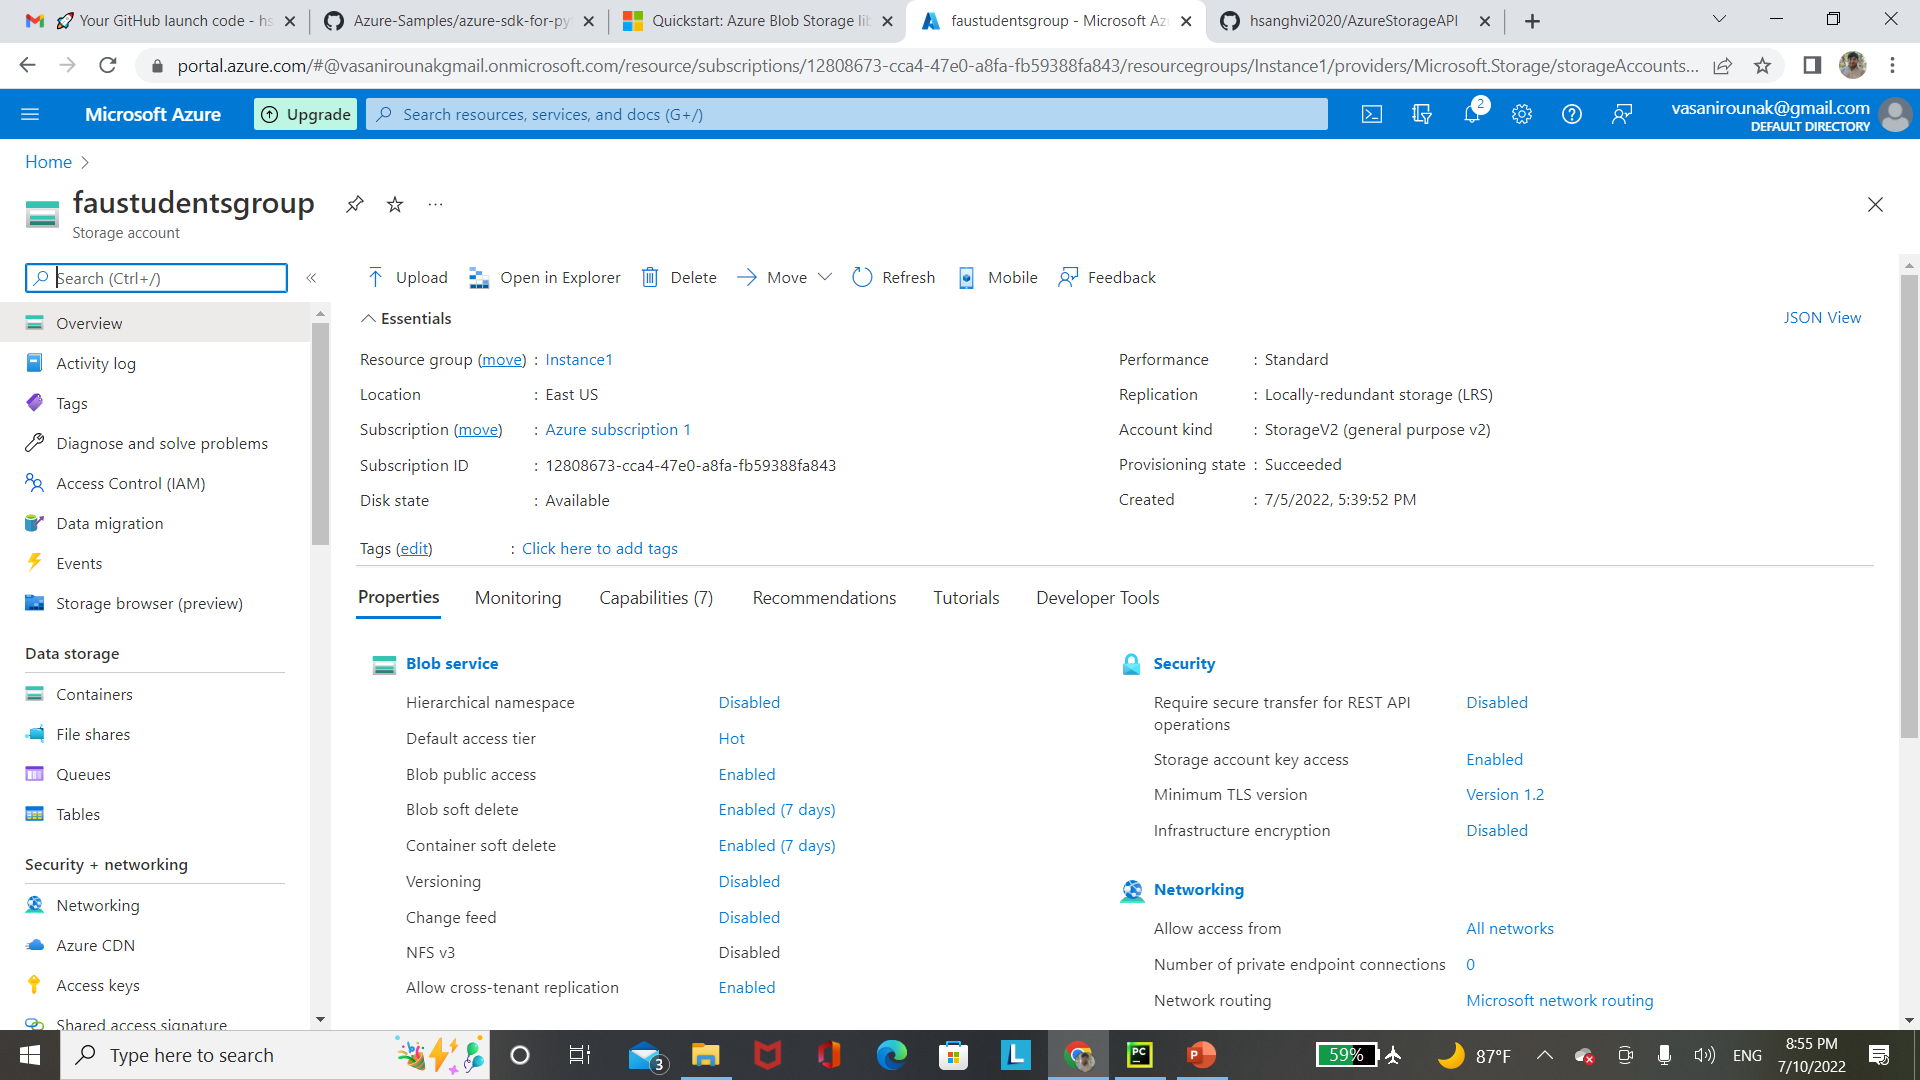 Your GitHub launch code - hs
Azure-Samples/azure-sdk-for-py
Quickstart: Azure Blob Storage lib
faustudentsgroup - Microsoft Az
hsanghvi2020/AzureStorageAPI
portal.azure.com/#@vasanirounakgmail.onmicrosoft.com/resource/subscriptions/12808673-cca4-47e0-a8fa-fb59388fa843/resourcegroups/Instance1/providers/Microsoft.Storage/storageAccounts...
Microsoft Azure
Upgrade
Search resources, services, and docs (G+/)
2
vasanirounak@gmail.com
DEFAULT DIRECTORY
Home
faustudentsgroup
Storage account
Search (Ctrl+/)
Overview
Activity log
Tags
Diagnose and solve problems
Access Control (IAM)
Data migration
Events
Storage browser (preview)
Data storage
Containers
File shares
Queues
Tables
Security + networking
Networking
Azure CDN
Access keys
Shared access signature
Upload
Open in Explorer
Delete
Move
Refresh
Mobile
Feedback
Essentials
JSON View
Resource group (move) : Instance1
Location : East US
Subscription (move) : Azure subscription 1
Subscription ID : 12808673-cca4-47e0-a8fa-fb59388fa843
Disk state : Available
Performance : Standard
Replication : Locally-redundant storage (LRS)
Account kind : StorageV2 (general purpose v2)
Provisioning state : Succeeded
Created : 7/5/2022, 5:39:52 PM
Tags (edit) : Click here to add tags
Properties
Monitoring
Capabilities (7)
Recommendations
Tutorials
Developer Tools
Blob service
Hierarchical namespace Disabled
Default access tier Hot
Blob public access Enabled
Blob soft delete Enabled (7 days)
Container soft delete Enabled (7 days)
Versioning Disabled
Change feed Disabled
NFS v3 Disabled
Allow cross-tenant replication Enabled
Security
Require secure transfer for REST API operations Disabled
Storage account key access Enabled
Minimum TLS version Version 1.2
Infrastructure encryption Disabled
Networking
Allow access from All networks
Number of private endpoint connections 0
Network routing Microsoft network routing
Type here to search
3
L
PC
P
59%
87°F
ENG
8:55 PM
7/10/2022